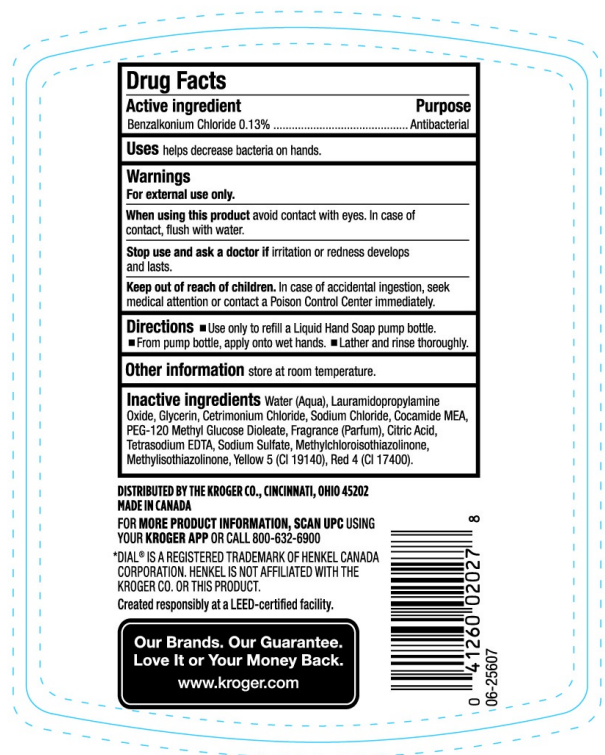 Drug Facts
Active ingredient Purpose
Benzalkonium Chloride 0.13% .......................................... Antibacterial
Uses helps decrease bacteria on hands.
Warnings
For external use only.
When using this product avoid contact with eyes. In case of
contact, flush with water.
Stop use and ask a doctor if irritation or redness develops
and lasts.
Keep out of reach of children. In case of accidental ingestion, seek
medical attention or contact a Poison Control Center immediately.
Directions ■ Use only to refill a Liquid Hand Soap pump bottle.
■ From pump bottle, apply onto wet hands. ■ Lather and rinse thoroughly.
Other information store at room temperature.
Inactive ingredients Water (Aqua), Lauramidopropylamine
Oxide, Glycerin, Cetrimonium Chloride, Sodium Chloride, Cocamide MEA,
PEG-120 Methyl Glucose Dioleate, Fragrance (Parfum), Citric Acid,
Tetrasodium EDTA, Sodium Sulfate, Methylchloroisothiazolinone,
Methylisothiazolinone, Yellow 5 (CI 19140), Red 4 (CI 17400).
DISTRIBUTED BY THE KROGER CO., CINCINNATI, OHIO 45202
MADE IN CANADA
FOR MORE PRODUCT INFORMATION, SCAN UPC USING
YOUR KROGER APP OR CALL 800-632-6900
*DIAL® IS A REGISTERED TRADEMARK OF HENKEL CANADA
CORPORATION. HENKEL IS NOT AFFILIATED WITH THE
KROGER CO. OR THIS PRODUCT.
Created responsibly at a LEED-certified facility.
Our Brands. Our Guarantee.
Love It or Your Money Back.
www.kroger.com
0 41260 02027 8
06-25607